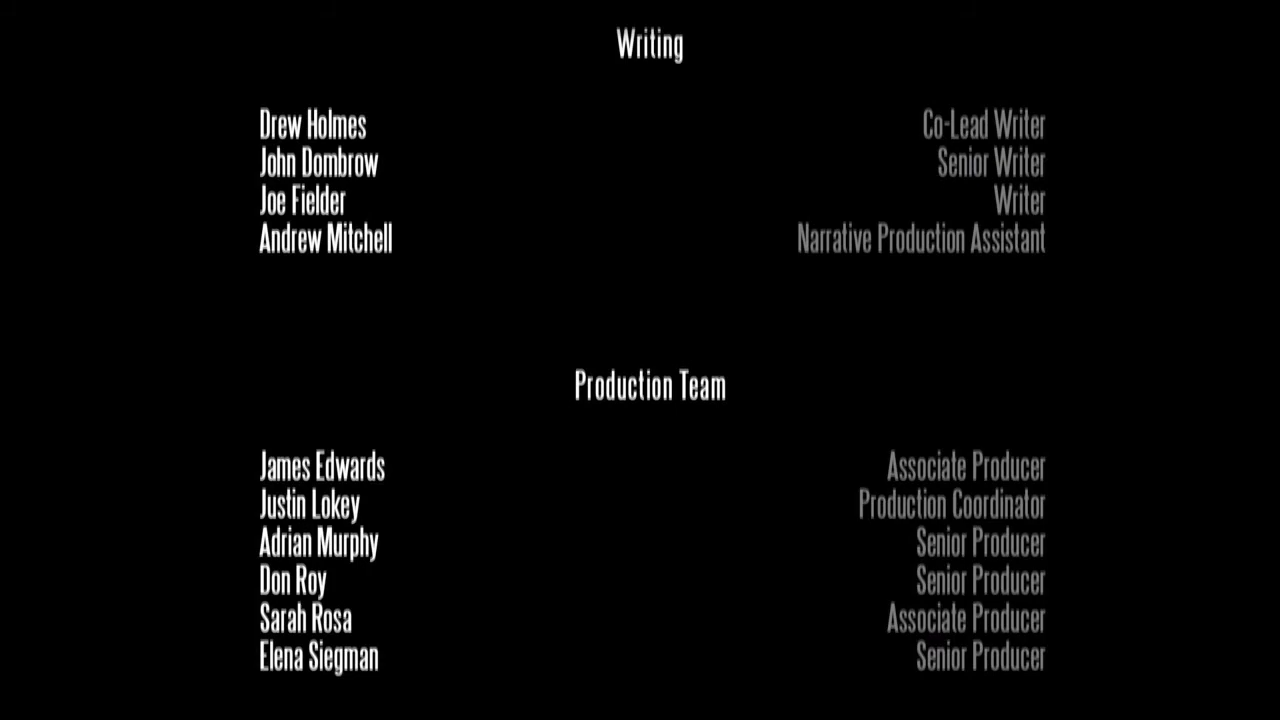 Writing
Drew Holmes Co-Lead Writer
John Dombrow Senior Writer
Joe Fielder Writer
Andrew Mitchell Narrative Production Assistant
Production Team
James Edwards Associate Producer
Justin Lokey Production Coordinator
Adrian Murphy Senior Producer
Don Roy Senior Producer
Sarah Rosa Associate Producer
Elena Siegman Senior Producer